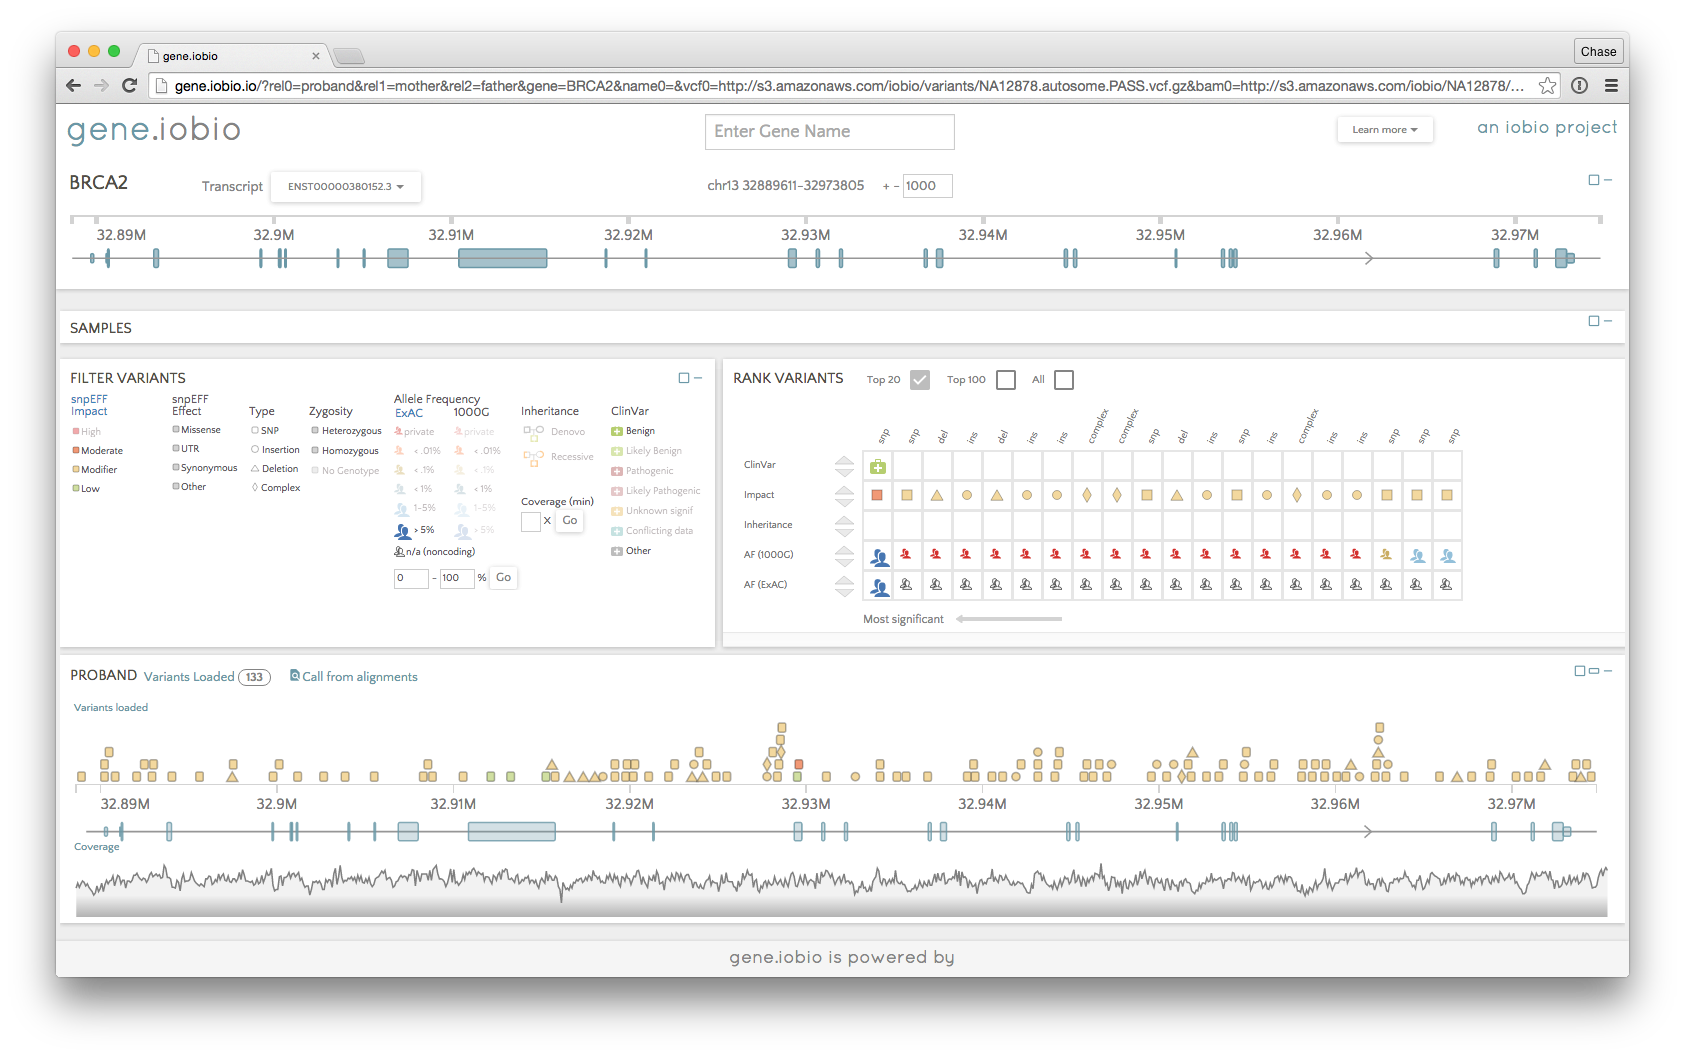 gene.iobio
Chase
gene.iobio.io/?rel0=proband&rel1=mother&rel2=father&gene=BRCA2&name0=&vcf0=http://s3.amazonaws.com/iobio/variants/NA12878.autosome.PASS.vcf.gz&bam0=http://s3.amazonaws.com/iobio/NA12878/...
gene.iobio
Enter Gene Name
Learn more
an iobio project
BRCA2
Transcript
ENST00000380152.3
chr13 32889611-32973805
+ -
1000
32.89M 32.9M 32.91M 32.92M 32.93M 32.94M 32.95M 32.96M 32.97M
SAMPLES
FILTER VARIANTS
snpEFF
Impact
High
Moderate
Modifier
Low
snpEFF
Effect
Missense
UTR
Synonymous
Other
Type
SNP
Insertion
Deletion
Complex
Zygosity
Heterozygous
Homozygous
No Genotype
Allele Frequency
ExAC 1000G
private private
< .01% < .01%
< .1% < .1%
< 1% < 1%
1-5% 1-5%
> 5% > 5%
n/a (noncoding)
0 - 100 % Go
Inheritance
Denovo
Recessive
Coverage (min)
X Go
ClinVar
Benign
Likely Benign
Pathogenic
Likely Pathogenic
Unknown signif
Conflicting data
Other
RANK VARIANTS
Top 20
Top 100
All
snp snp del ins del ins ins complex complex snp del ins snp ins complex ins ins snp snp snp
ClinVar
Impact
Inheritance
AF (1000G)
AF (ExAC)
Most significant
PROBAND
Variants Loaded 133
Call from alignments
Variants loaded
32.89M 32.9M 32.91M 32.92M 32.93M 32.94M 32.95M 32.96M 32.97M
Coverage
gene.iobio is powered by